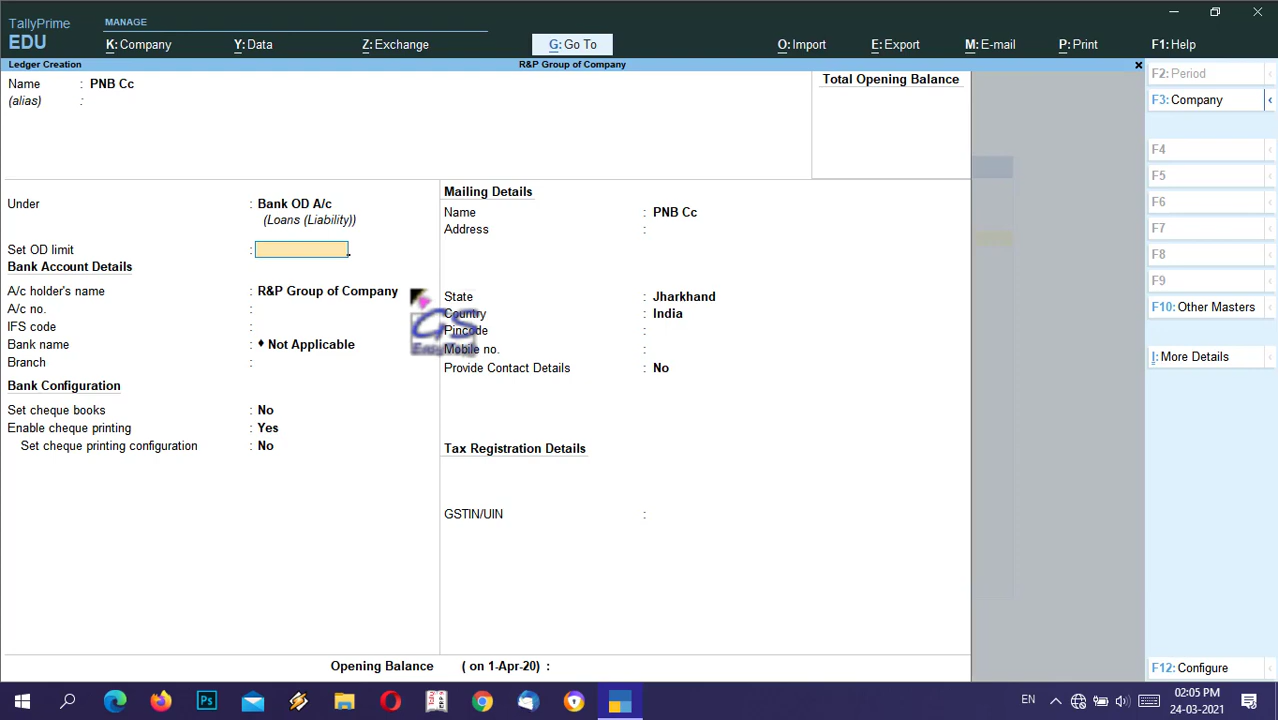 TallyPrime
EDU
MANAGE
K: Company
Y: Data
Z: Exchange
G: Go To
O: Import
E: Export
M: E-mail
P: Print
F1: Help
Ledger Creation
R&P Group of Company
Name : PNB Cc
(alias) :
Total Opening Balance
Under : Bank OD A/c
(Loans (Liability))
Set OD limit :
Bank Account Details
A/c holder's name : R&P Group of Company
A/c no. :
IFS code :
Bank name : ♦ Not Applicable
Branch :
Bank Configuration
Set cheque books : No
Enable cheque printing : Yes
Set cheque printing configuration : No
Mailing Details
Name : PNB Cc
Address :
State : Jharkhand
Country : India
Pincode :
Mobile no. :
Provide Contact Details : No
Tax Registration Details
GSTIN/UIN :
Opening Balance ( on 1-Apr-20) :
F2: Period
F3: Company
F4
F5
F6
F7
F8
F9
F10: Other Masters
I: More Details
F12: Configure
GS
Ps
EN
02:05 PM
24-03-2021